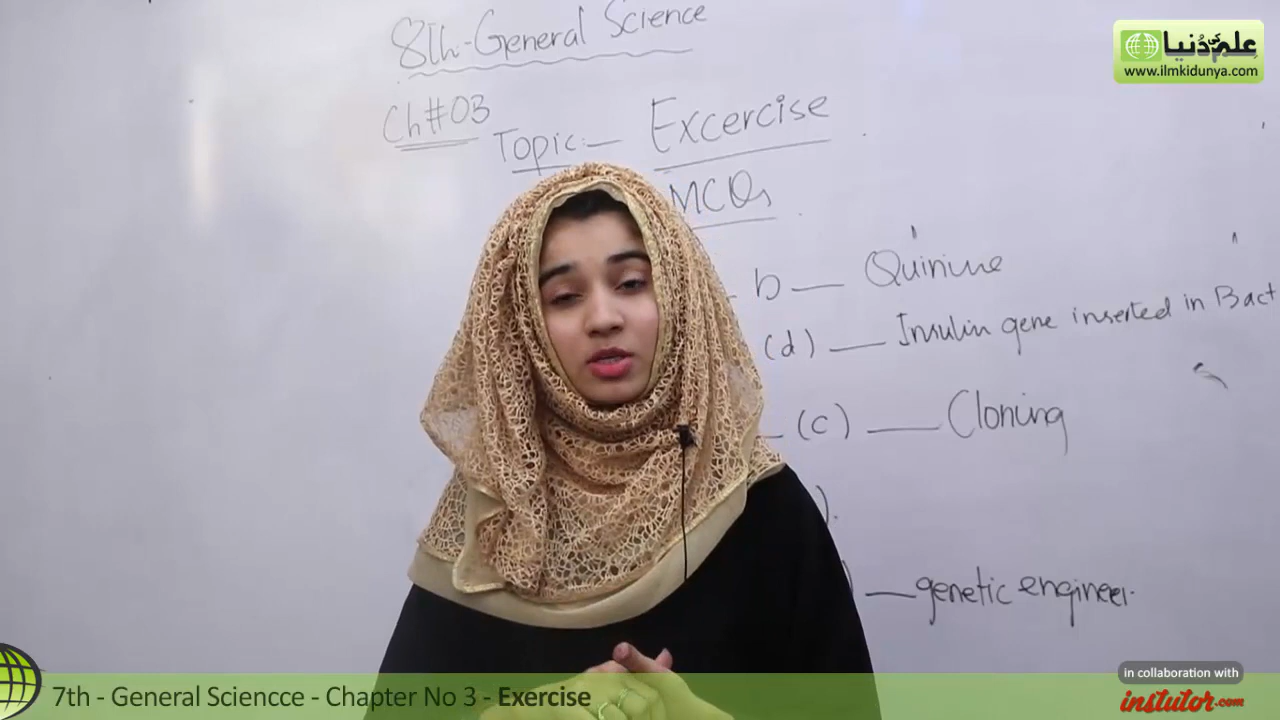 8th-General Science
علم کی دُنیا
www.ilmkidunya.com
Ch#03
Topic:— Excercise
MCQs
b — Quinine
(d) — Insulin gene inserted in Bact
(c) — Cloning
).
) — genetic engineer.
7th - General Sciencce - Chapter No 3 - Exercise
in collaboration with
instutor.com